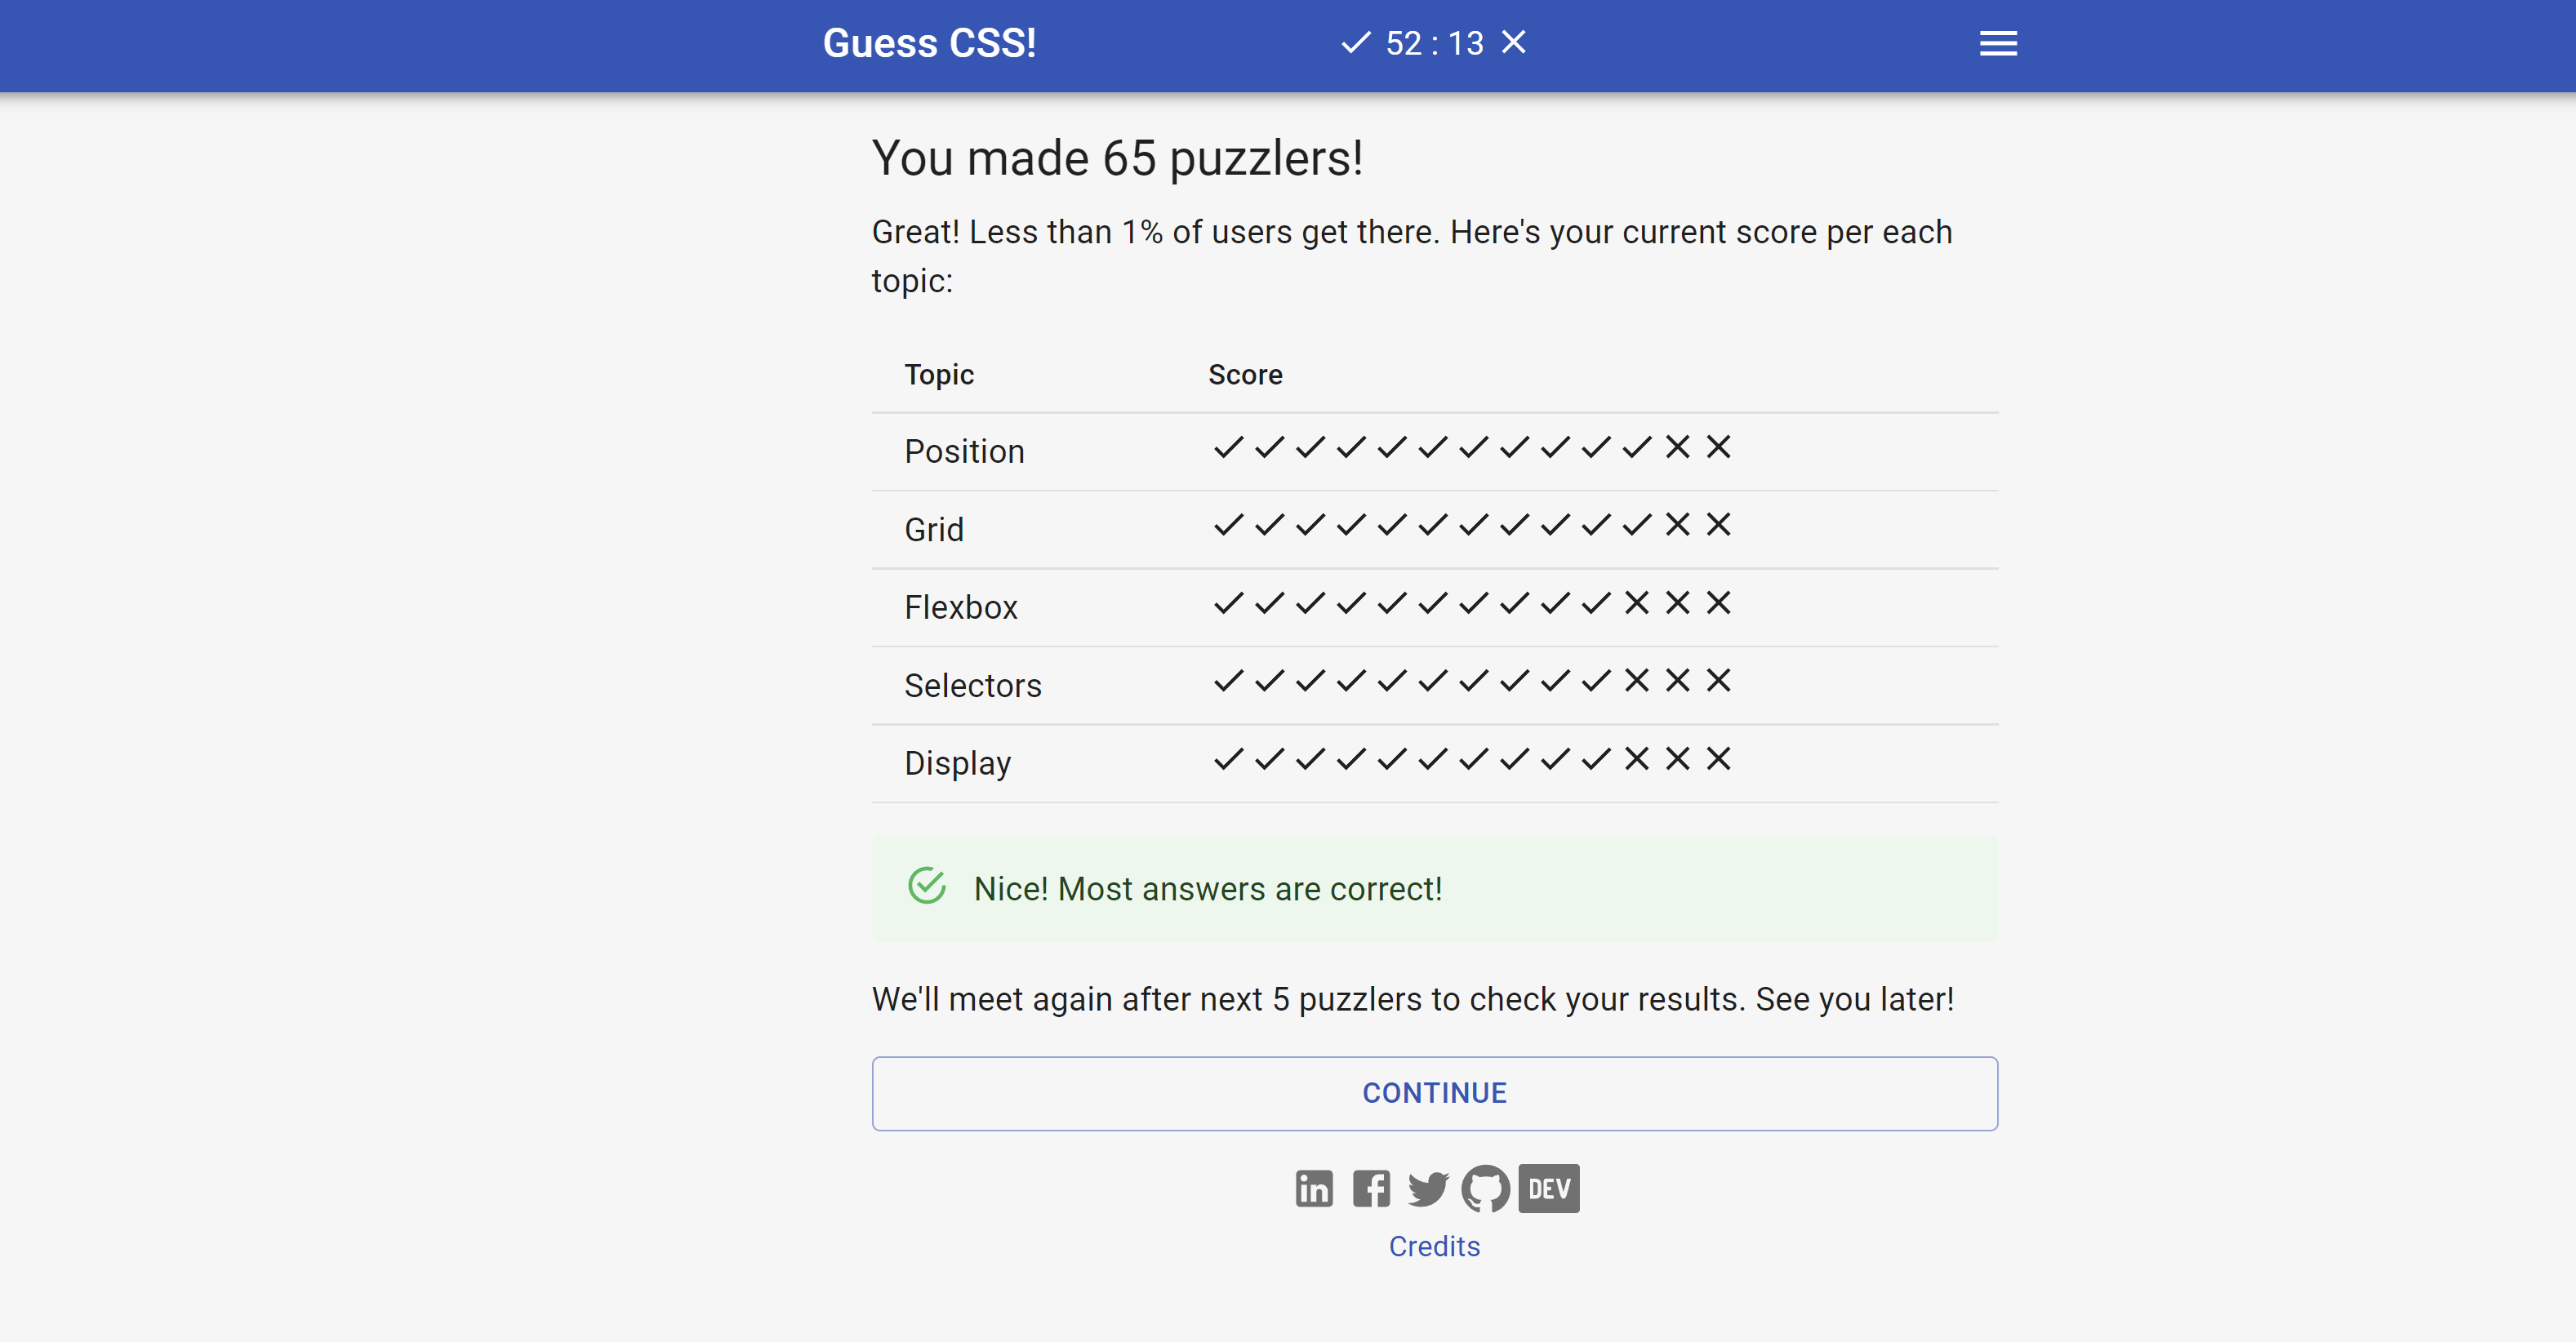 Guess CSS!
52 : 13
You made 65 puzzlers!
Great! Less than 1% of users get there. Here's your current score per each
topic:
Topic Score
Position
Grid
Flexbox
Selectors
Display
Nice! Most answers are correct!
We'll meet again after next 5 puzzlers to check your results. See you later!
CONTINUE
in f DEV
Credits